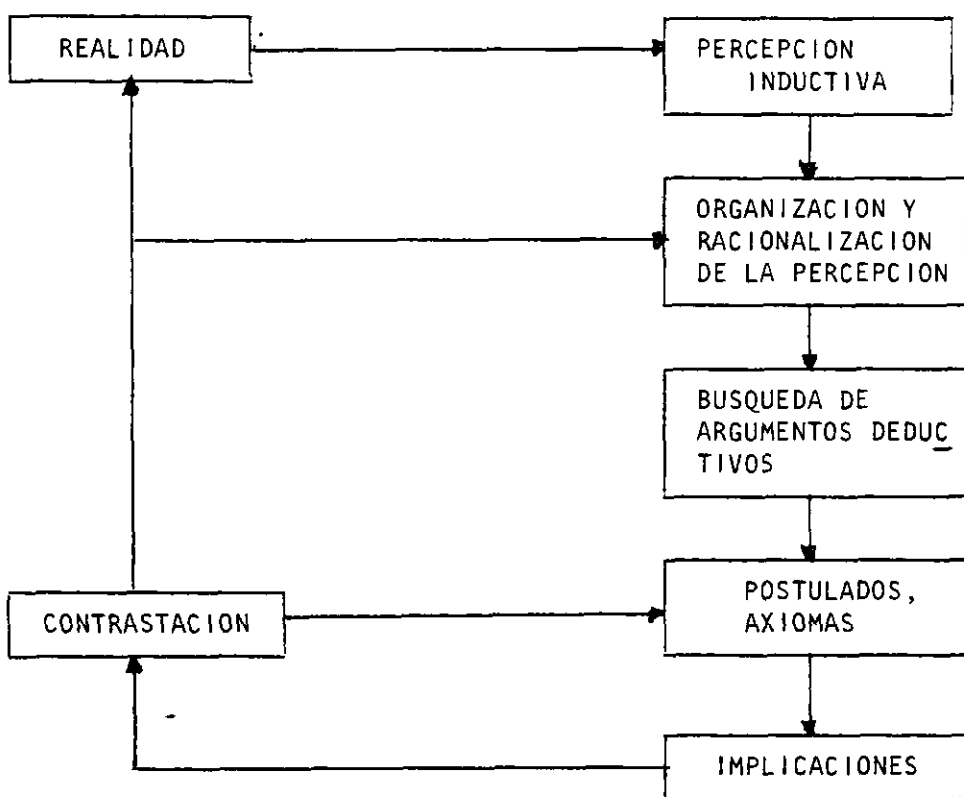 REALIDAD
PERCEPCION
INDUCTIVA
ORGANIZACION Y
RACIONALIZACION
DE LA PERCEPCION
BUSQUEDA DE
ARGUMENTOS DEDUC
TIVOS
POSTULADOS,
AXIOMAS
CONTRASTACION
IMPLICACIONES